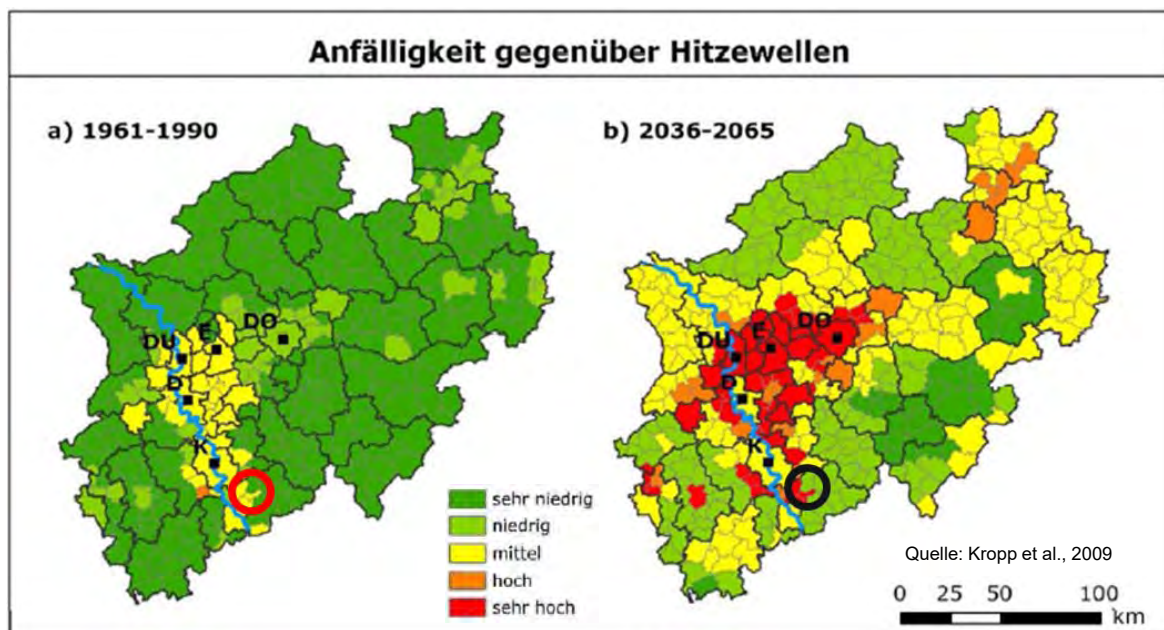 Anfälligkeit gegenüber Hitzewellen
a) 1961-1990
b) 2036-2065
DU
E
DO
D
K
DU
E
DO
D
K
sehr niedrig
niedrig
mittel
hoch
sehr hoch
Quelle: Kropp et al., 2009
0 25 50 100
km